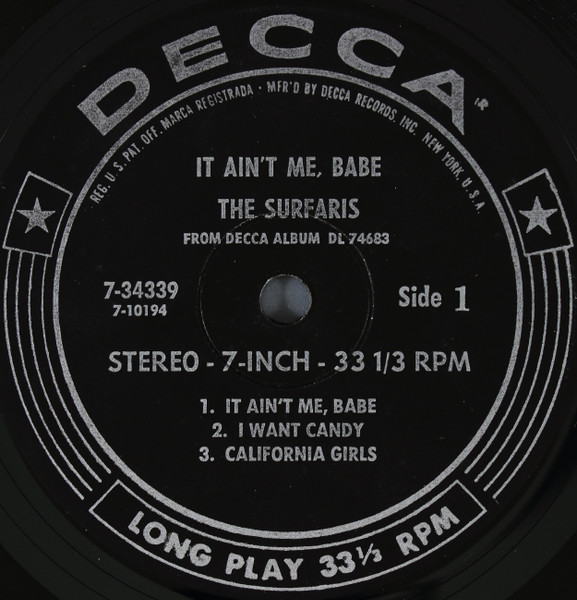 DECCA
®
REG. U.S. PAT. OFF. MARCA REGISTRADA · MFR'D BY DECCA RECORDS, INC. NEW YORK, U.S.A.
IT AIN'T ME, BABE
THE SURFARIS
FROM DECCA ALBUM DL 74683
7-34339
7-10194
Side 1
STEREO - 7-INCH - 33 1/3 RPM
1. IT AIN'T ME, BABE
2. I WANT CANDY
3. CALIFORNIA GIRLS
LONG PLAY 33⅓ RPM